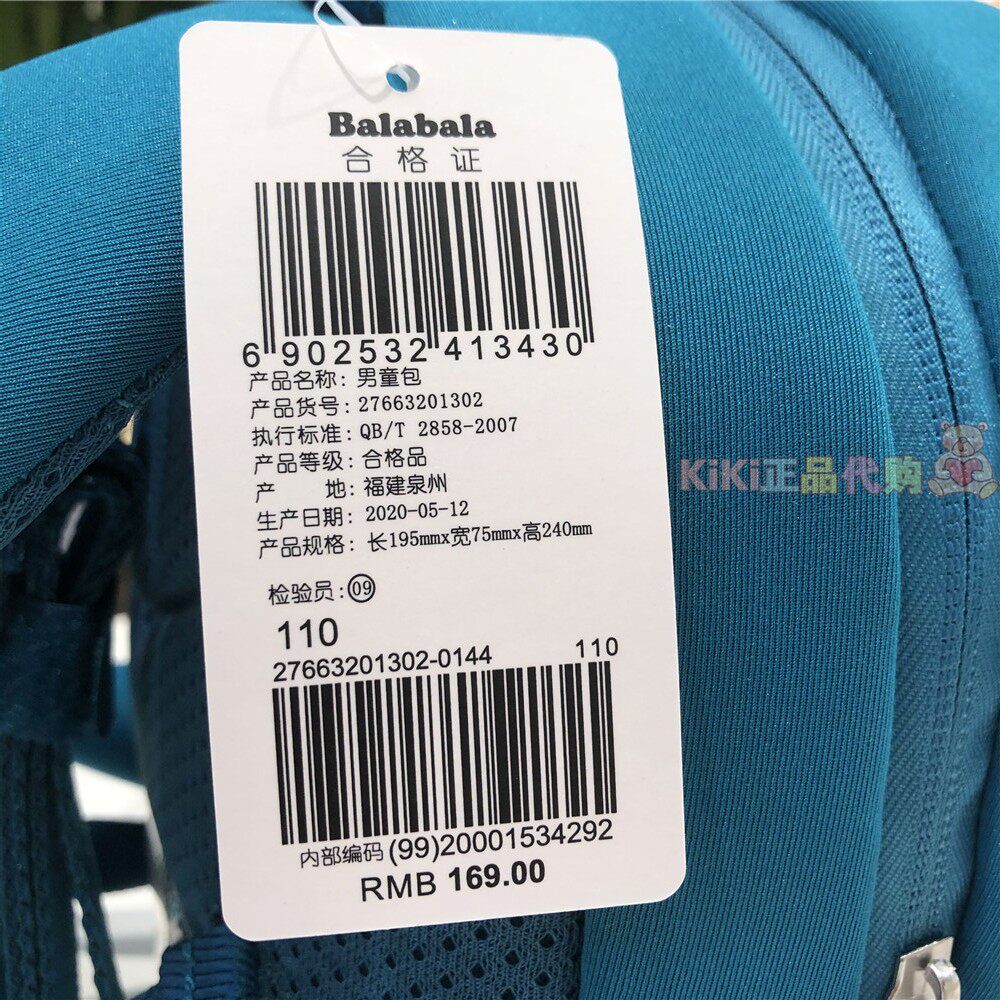 Balabala
合格证
6 902532 413430
产品名称: 男童包
产品货号: 27663201302
执行标准: QB/T 2858-2007
产品等级: 合格品
产 地: 福建泉州
生产日期: 2020-05-12
产品规格: 长195mmx宽75mmx高240mm
检验员: 09
110
27663201302-0144 110
内部编码 (99)20001534292
RMB 169.00
KiKi正品代购